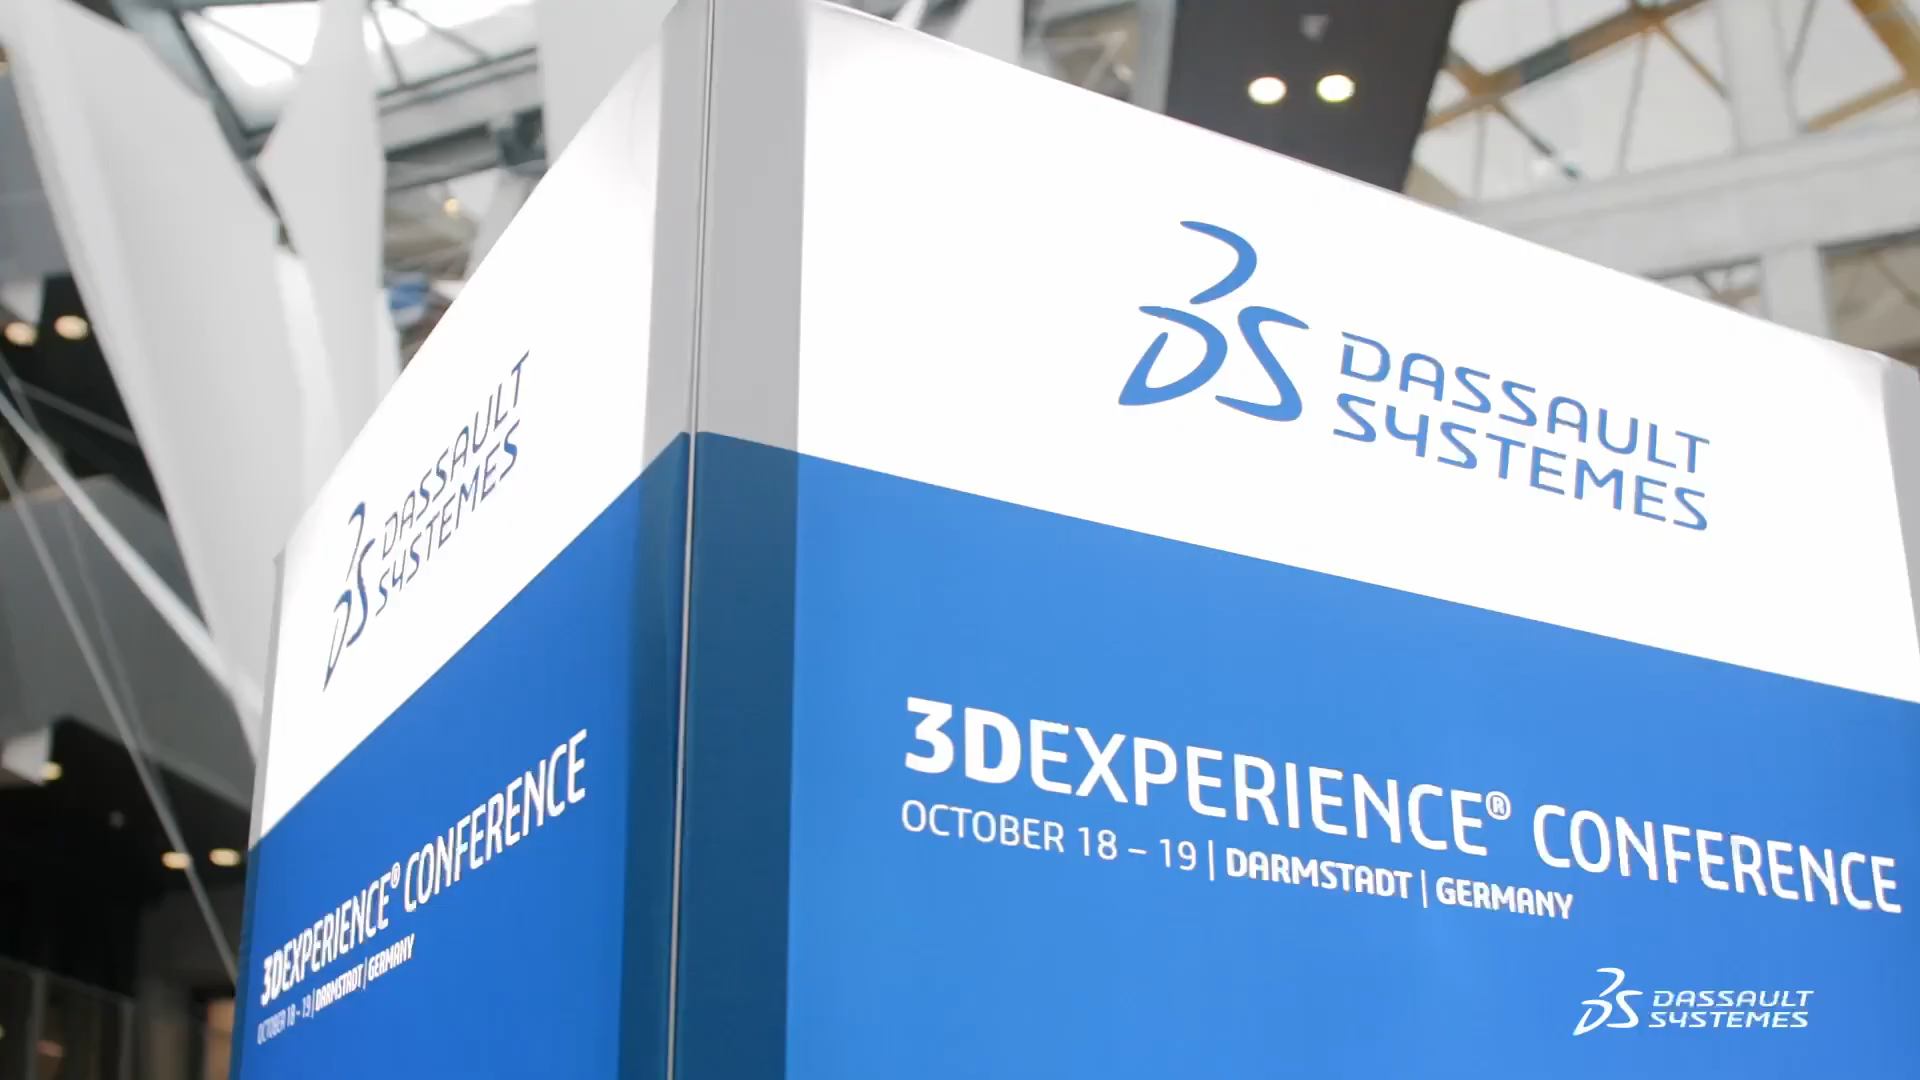 DASSAULT
SYSTEMES
3DEXPERIENCE® CONFERENCE
OCTOBER 18 – 19 | DARMSTADT | GERMANY
DASSAULT
SYSTEMES
3DEXPERIENCE® CONFERENCE
OCTOBER 18 – 19 | DARMSTADT | GERMANY
DASSAULT
SYSTEMES